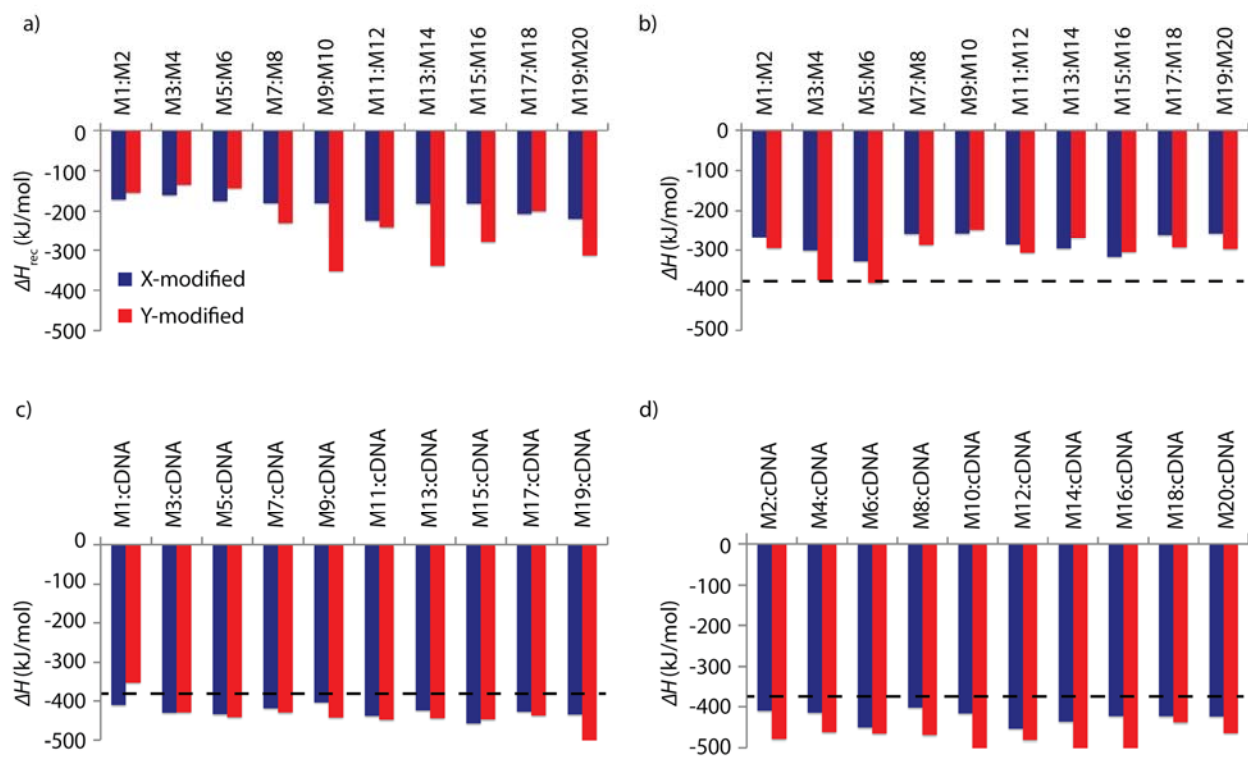 a)
M1:M2
M3:M4
M5:M6
M7:M8
M9:M10
M11:M12
M13:M14
M15:M16
M17:M18
M19:M20
0
-100
-200
-300
-400
-500
ΔHrec (kJ/mol)
X-modified
Y-modified
b)
M1:M2
M3:M4
M5:M6
M7:M8
M9:M10
M11:M12
M13:M14
M15:M16
M17:M18
M19:M20
0
-100
-200
-300
-400
-500
ΔH (kJ/mol)
c)
M1:cDNA
M3:cDNA
M5:cDNA
M7:cDNA
M9:cDNA
M11:cDNA
M13:cDNA
M15:cDNA
M17:cDNA
M19:cDNA
0
-100
-200
-300
-400
-500
ΔH (kJ/mol)
d)
M2:cDNA
M4:cDNA
M6:cDNA
M8:cDNA
M10:cDNA
M12:cDNA
M14:cDNA
M16:cDNA
M18:cDNA
M20:cDNA
0
-100
-200
-300
-400
-500
ΔH (kJ/mol)